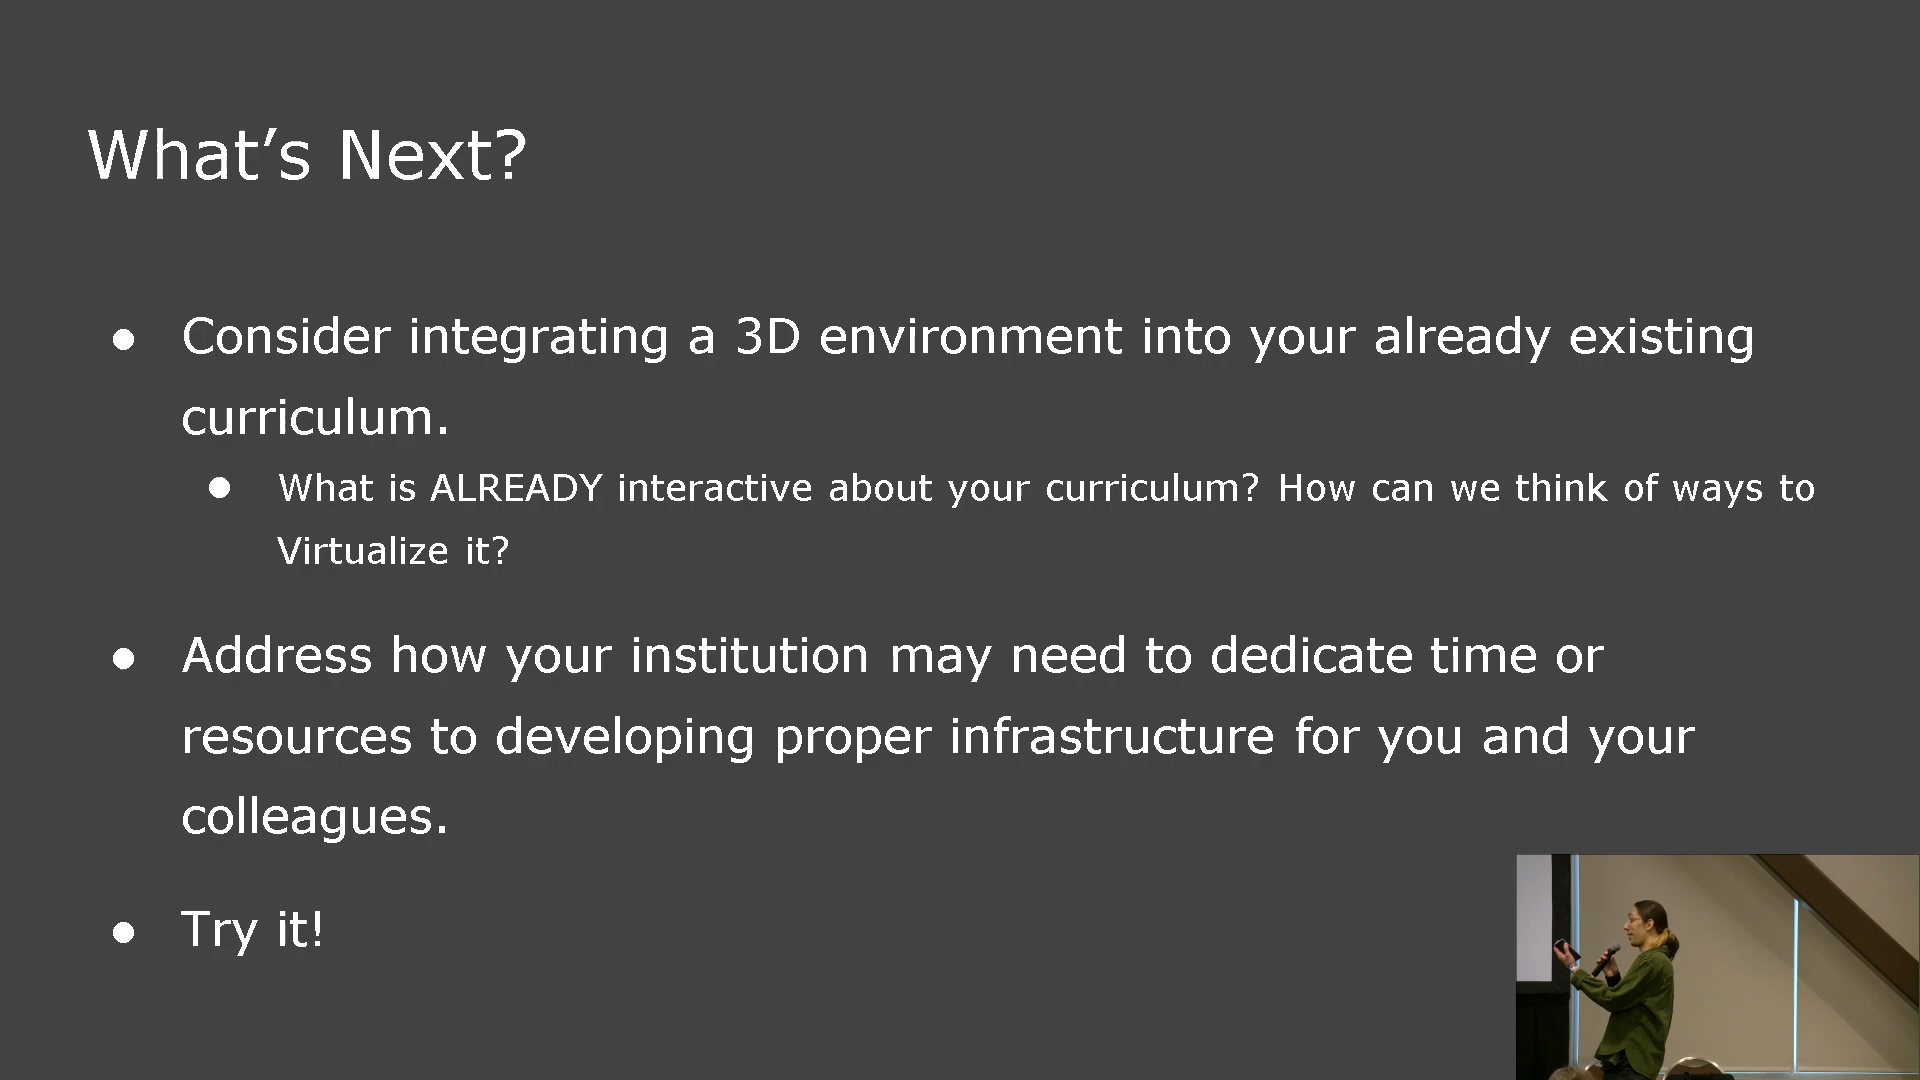 What’s Next?
● Consider integrating a 3D environment into your already existing
curriculum.
● What is ALREADY interactive about your curriculum? How can we think of ways to
Virtualize it?
● Address how your institution may need to dedicate time or
resources to developing proper infrastructure for you and your
colleagues.
● Try it!